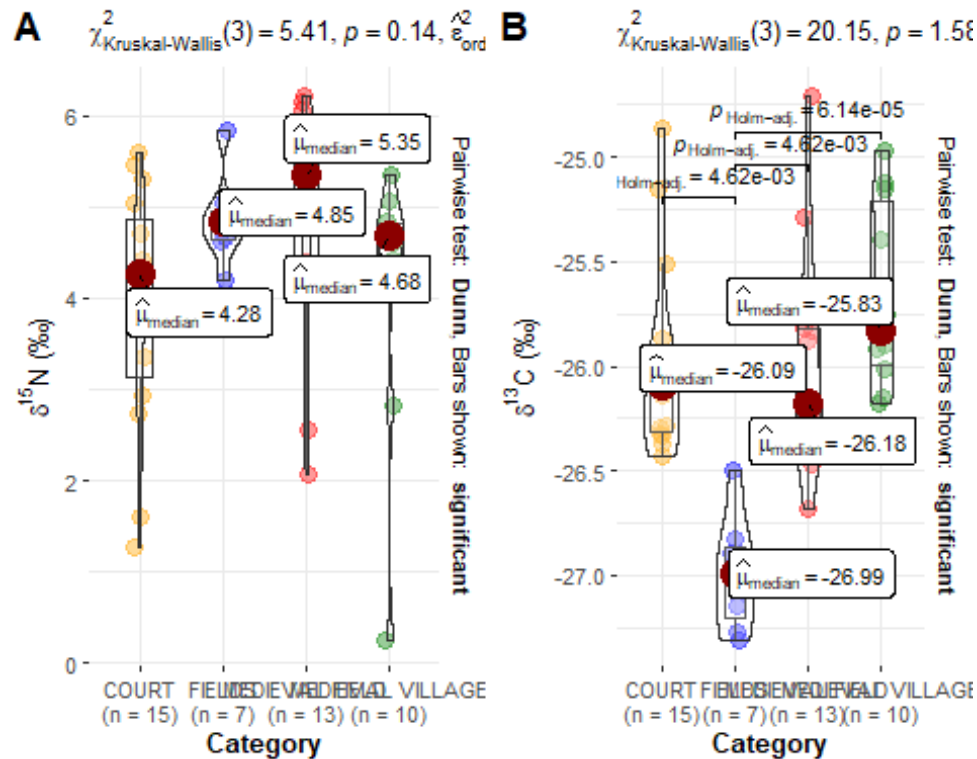 A
χ²Kruskal-Wallis(3) = 5.41, p = 0.14, ε̂²ord
δ¹⁵N (‰)
6
4
2
0
μ̂median = 5.35
μ̂median = 4.85
μ̂median = 4.68
μ̂median = 4.28
Pairwise test: Dunn, Bars shown: significant
COURT
(n = 15)
(n = 7)
(n = 13)
VILLAGE
(n = 10)
Category
B
χ²Kruskal-Wallis(3) = 20.15, p = 1.58
δ¹³C (‰)
-25.0
-25.5
-26.0
-26.5
-27.0
pHolm-adj. = 6.14e-05
pHolm-adj. = 4.62e-03
Holm-adj. = 4.62e-03
μ̂median = -25.83
μ̂median = -26.09
μ̂median = -26.18
μ̂median = -26.99
Pairwise test: Dunn, Bars shown: significant
COURT
(n = 15)
(n = 7)
(n = 13)
VILLAGE
(n = 10)
Category